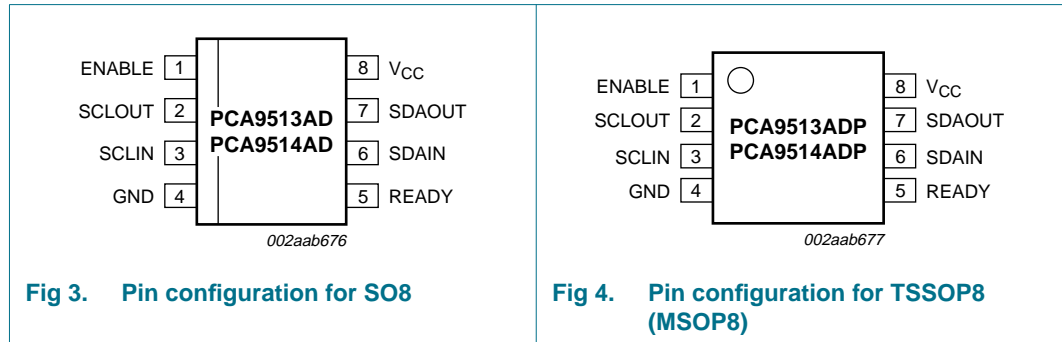 ENABLE 1 8 VCC
SCLOUT 2 7 SDAOUT
PCA9513AD
PCA9514AD
SCLIN 3 6 SDAIN
GND 4 5 READY
002aab676
Fig 3. Pin configuration for SO8
ENABLE 1 8 VCC
SCLOUT 2 7 SDAOUT
PCA9513ADP
PCA9514ADP
SCLIN 3 6 SDAIN
GND 4 5 READY
002aab677
Fig 4. Pin configuration for TSSOP8
(MSOP8)